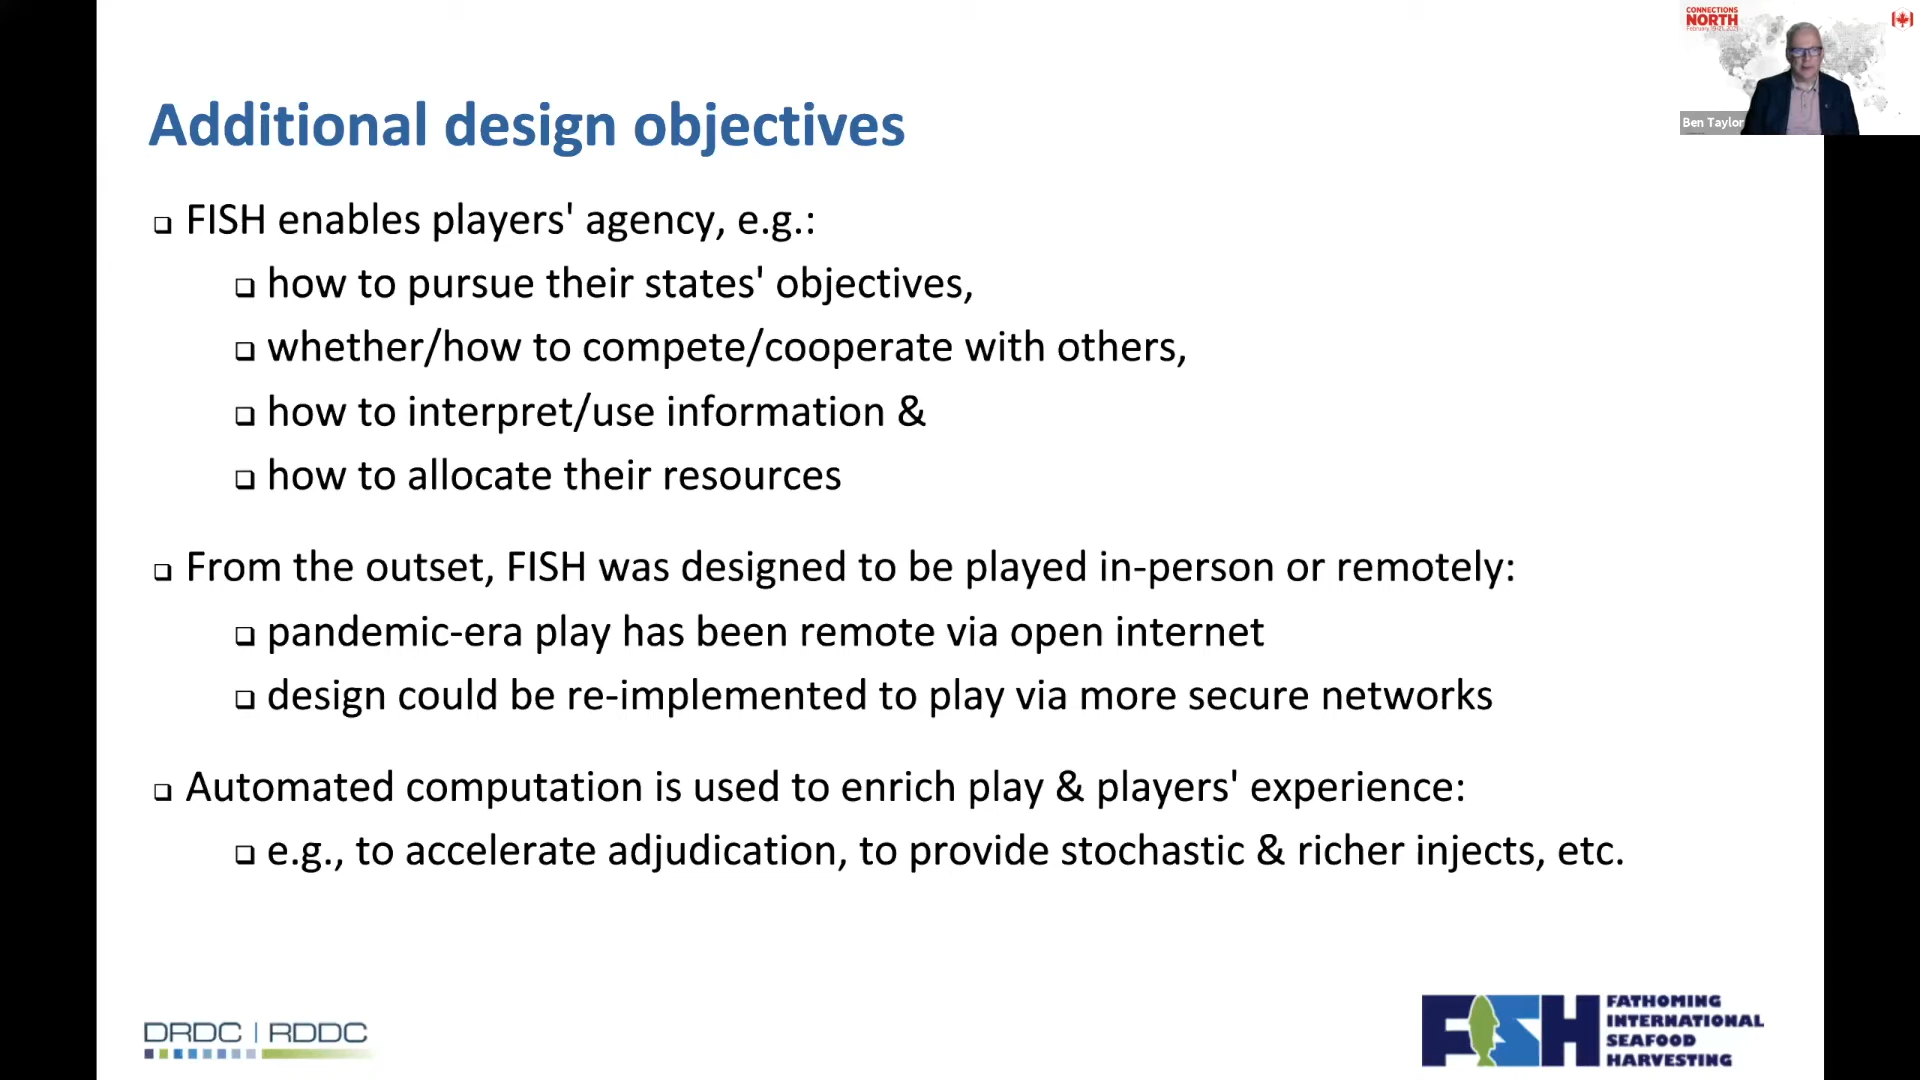 CONNECTIONS
NORTH
Ben Taylor
Additional design objectives
FISH enables players' agency, e.g.:
how to pursue their states' objectives,
whether/how to compete/cooperate with others,
how to interpret/use information &
how to allocate their resources
From the outset, FISH was designed to be played in-person or remotely:
pandemic-era play has been remote via open internet
design could be re-implemented to play via more secure networks
Automated computation is used to enrich play & players' experience:
e.g., to accelerate adjudication, to provide stochastic & richer injects, etc.
DRDC | RDDC
FISH
FATHOMING
INTERNATIONAL
SEAFOOD
HARVESTING